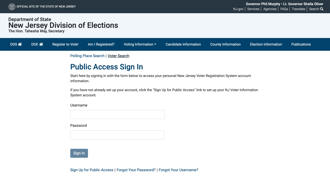 OFFICIAL SITE OF THE STATE OF NEW JERSEY
Governor Phil Murphy • Lt. Governor Sheila Oliver
NJ.gov | Services | Agencies | FAQs | Translate | Search
Department of State
New Jersey Division of Elections
The Hon. Tahesha Way, Secretary
DOS DOE Register to Vote Am I Registered? Voting Information Candidate Information County Information Election Information Publications
Polling Place Search | Voter Search
Public Access Sign In
Start here by signing in with the form below to access your personal New Jersey Voter Registration System account
information.
If you have not already set up your account, click the "Sign Up for Public Access" link to set up your NJ Voter Information
System account.
Username
Password
Sign In
Sign Up for Public Access | Forgot Your Password? | Forgot Your Username?